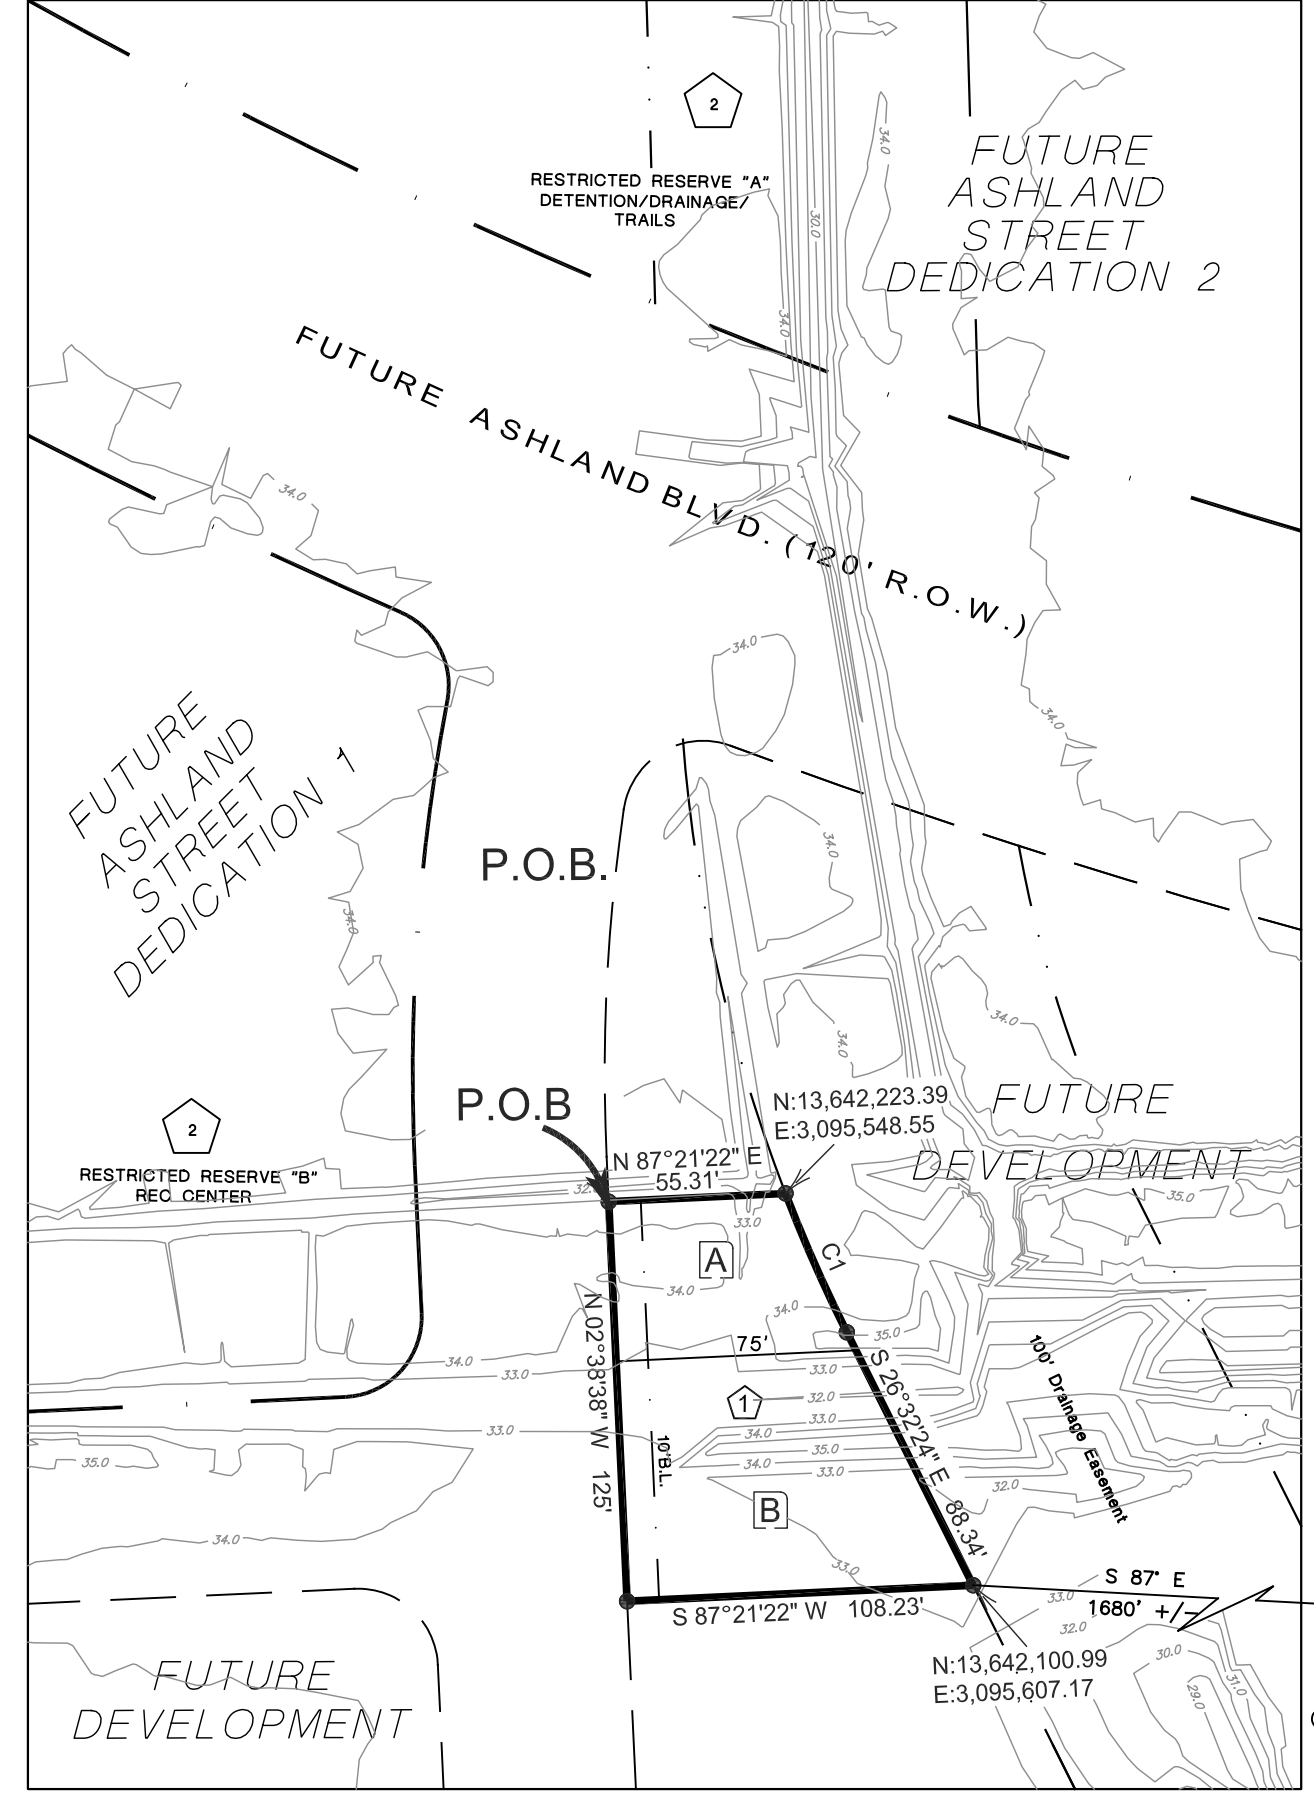 2
RESTRICTED RESERVE "A"
DETENTION/DRAINAGE/
TRAILS
30.0
34.0
34.0
FUTURE
ASHLAND
STREET
DEDICATION 2
FUTURE ASHLAND BLVD. (120' R.O.W.)
34.0
34.0
34.0
FUTURE
ASHLAND
STREET
DEDICATION 1
P.O.B.
34.0
34.0
34.0
34.0
P.O.B
N:13,642,223.39
E:3,095,548.55
FUTURE
DEVELOPMENT
2
RESTRICTED RESERVE "B"
REC CENTER
N 87°21'22" E
55.31'
32.
33.0
35.0
A
C1
34.0
34.0
35.0
N 02°38'38" W 125'
75'
34.0
33.0
33.0
S 26°32'24" E 88.34'
100' Drainage Easement
1
32.0
33.0
34.0
35.0
34.0
33.0
33.0
35.0
10'B.L.
32.0
B
34.0
33.0
S 87° E
1680' +/-
33.0
32.0
S 87°21'22" W 108.23'
N:13,642,100.99
E:3,095,607.17
30.0
31.0
29.0
FUTURE
DEVELOPMENT